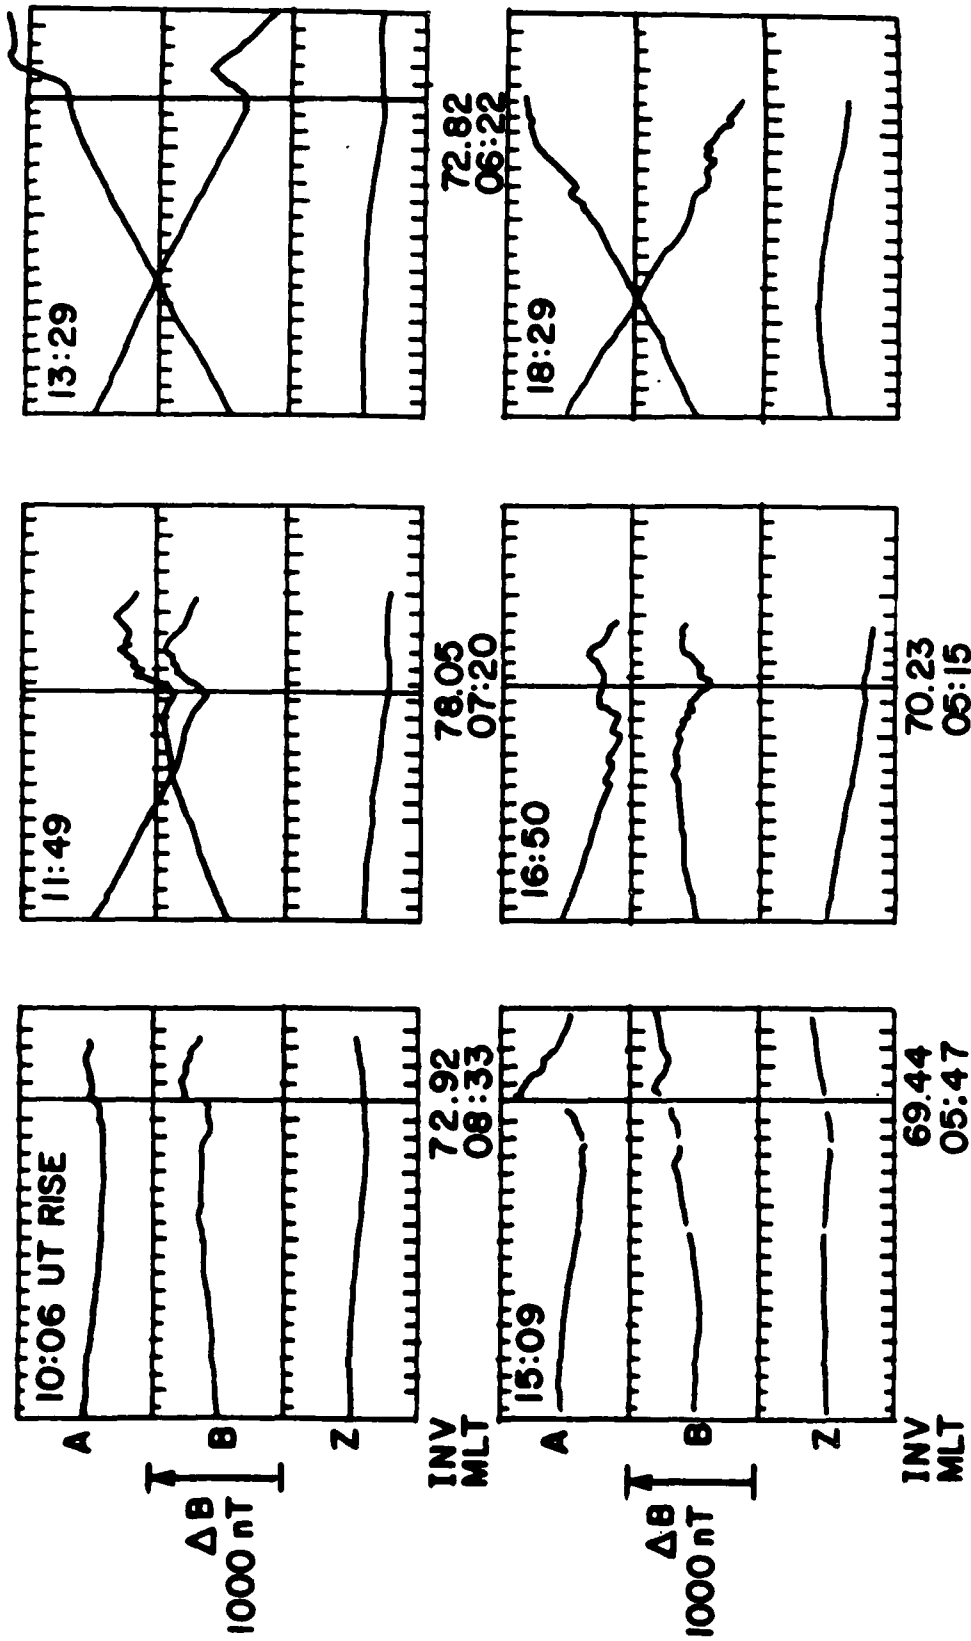 10:06 UT RISE
A
B
Z
ΔB
1000 nT
INV
MLT
72.92
08:33
11:49
78.05
07:20
13:29
72.82
06:22
15:09
A
B
Z
ΔB
1000 nT
INV
MLT
69.44
05:47
16:50
70.23
05:15
18:29